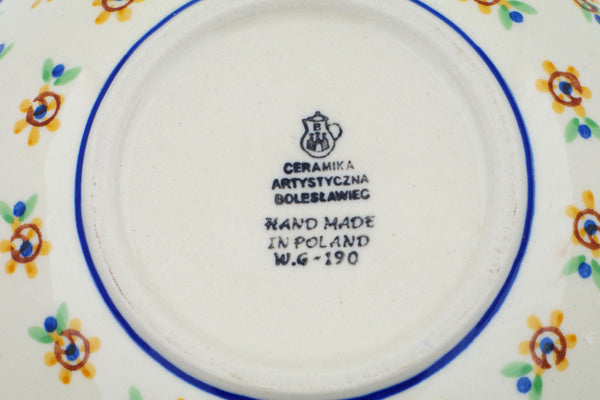 B
CERAMIKA
ARTYSTYCZNA
BOLESŁAWIEC
HAND MADE
IN POLAND
W.G-190